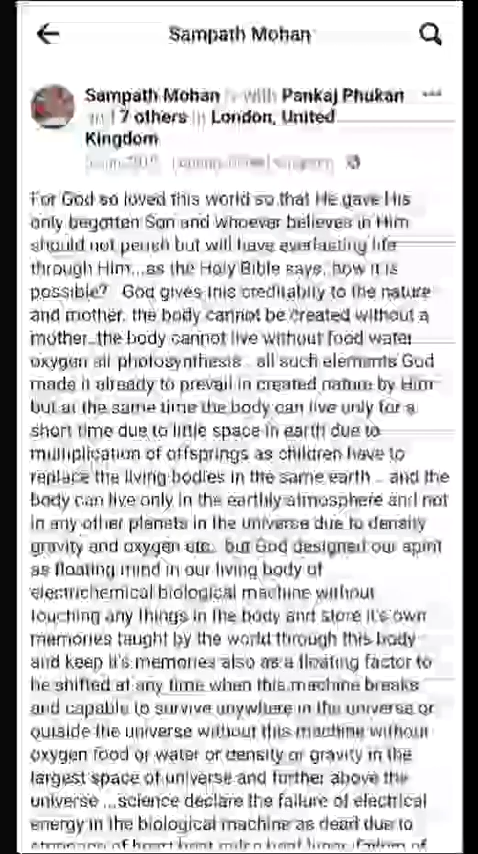 Sampath Mohan
Sampath Mohan is with Pankaj Phukan
and 7 others in London, United
Kingdom
For God so loved this world so that He gave His
only begotten Son and whoever believes in Him
should not perish but will have everlasting life
through Him...as the Holy Bible says, how it is
possible? God gives this creditability to the nature
and mother, the body cannot be created without a
mother..the body cannot live without food water
oxygen all photosynthesis.. all such elements God
made it already to prevail in created nature by Him
but at the same time the body can live only for a
short time due to little space in earth due to
multiplication of offsprings as children have to
replace the living bodies in the same earth .. and the
body can live only in the earthly atmosphere and not
in any other planets in the universe due to density
gravity and oxygen etc.. but God designed our spirit
as floating mind in our living body of
electrichemical biological machine without
touching any things in the body and store it's own
memories taught by the world through this body
and keep it's memories also as a floating factor to
be shifted at any time when this machine breaks
and capable to survive anywhere in the universe or
outside the universe without this machine without
oxygen food or water or density or gravity in the
largest space of universe and further above the
universe ...science declare the failure of electrical
energy in the biological machine as dead due to
stoppage of heart beat pulse beat lungs failure of